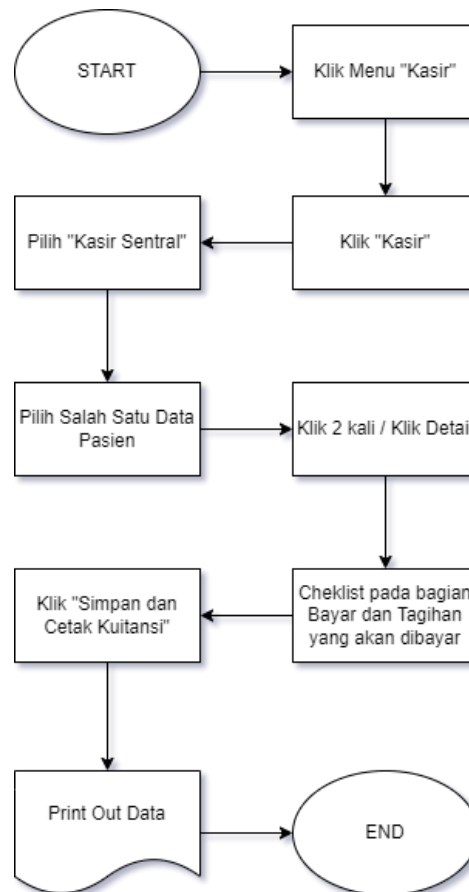 START
Klik Menu "Kasir"
Klik "Kasir"
Pilih "Kasir Sentral"
Pilih Salah Satu Data
Pasien
Klik 2 kali / Klik Detail
Cheklist pada bagian
Bayar dan Tagihan
yang akan dibayar
Klik "Simpan dan
Cetak Kuitansi"
Print Out Data
END